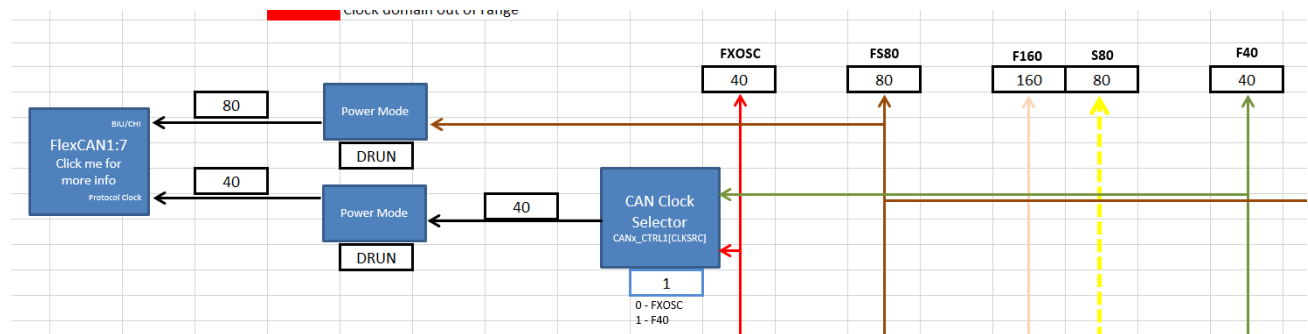 Clock domain out of range
FXOSC
FS80
F160
S80
F40
40
80
160
80
40
80
Power Mode
BIU/CHI
FlexCAN1:7
Click me for
more info
Protocol Clock
DRUN
40
Power Mode
40
CAN Clock
Selector
CANx_CTRL1[CLKSRC]
DRUN
1
0 - FXOSC
1 - F40